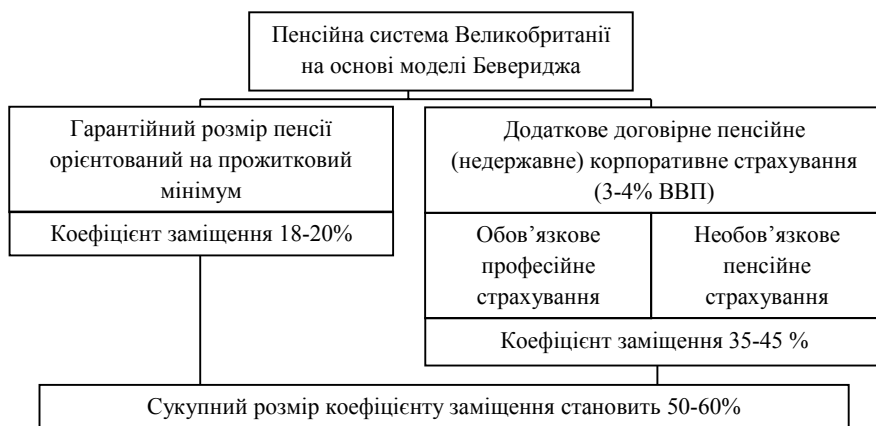 Пенсійна система Великобританії
на основі моделі Бевериджа
Гарантійний розмір пенсії
орієнтований на прожитковий
мінімум
Коефіцієнт заміщення 18-20%
Додаткове договірне пенсійне
(недержавне) корпоративне страхування
(3-4% ВВП)
Обов’язкове
професійне
страхування
Необов’язкове
пенсійне
страхування
Коефіцієнт заміщення 35-45 %
Сукупний розмір коефіцієнту заміщення становить 50-60%